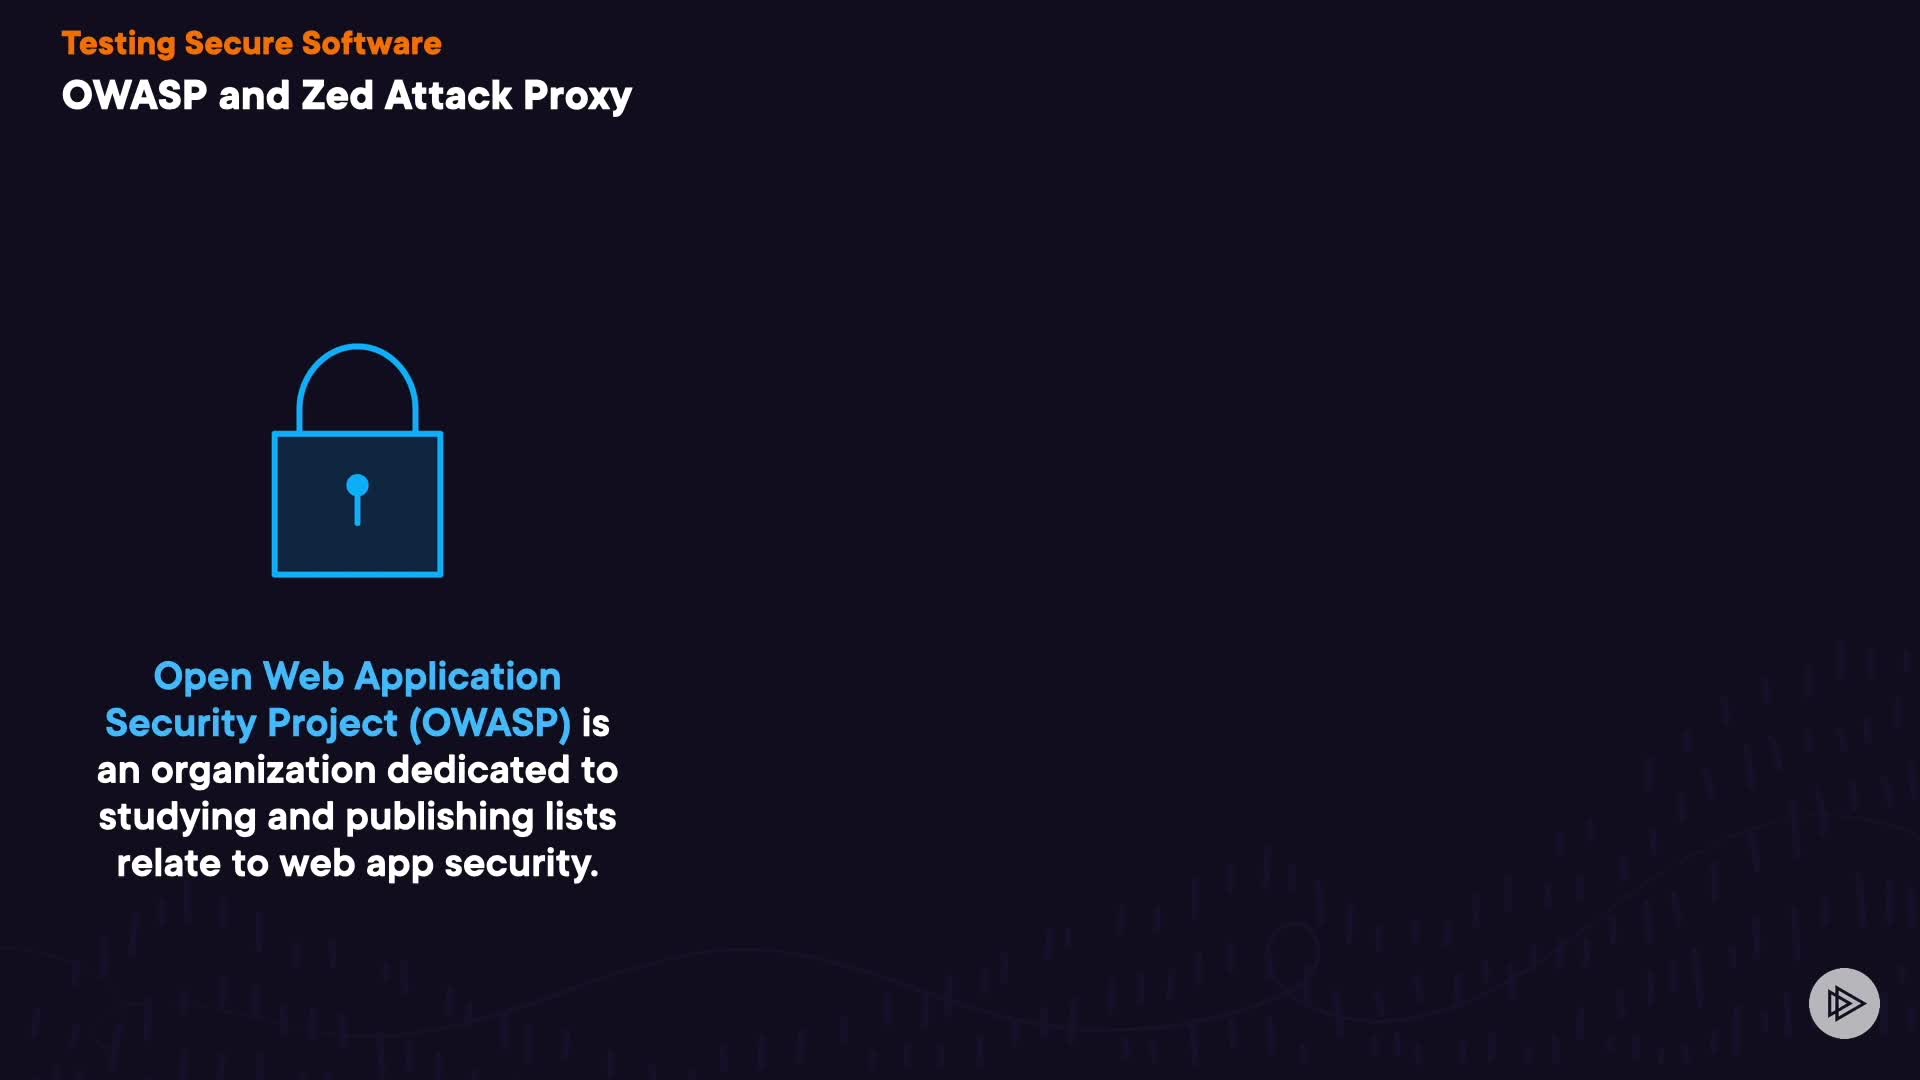 Testing Secure Software
OWASP and Zed Attack Proxy
Open Web Application
Security Project (OWASP) is
an organization dedicated to
studying and publishing lists
relate to web app security.